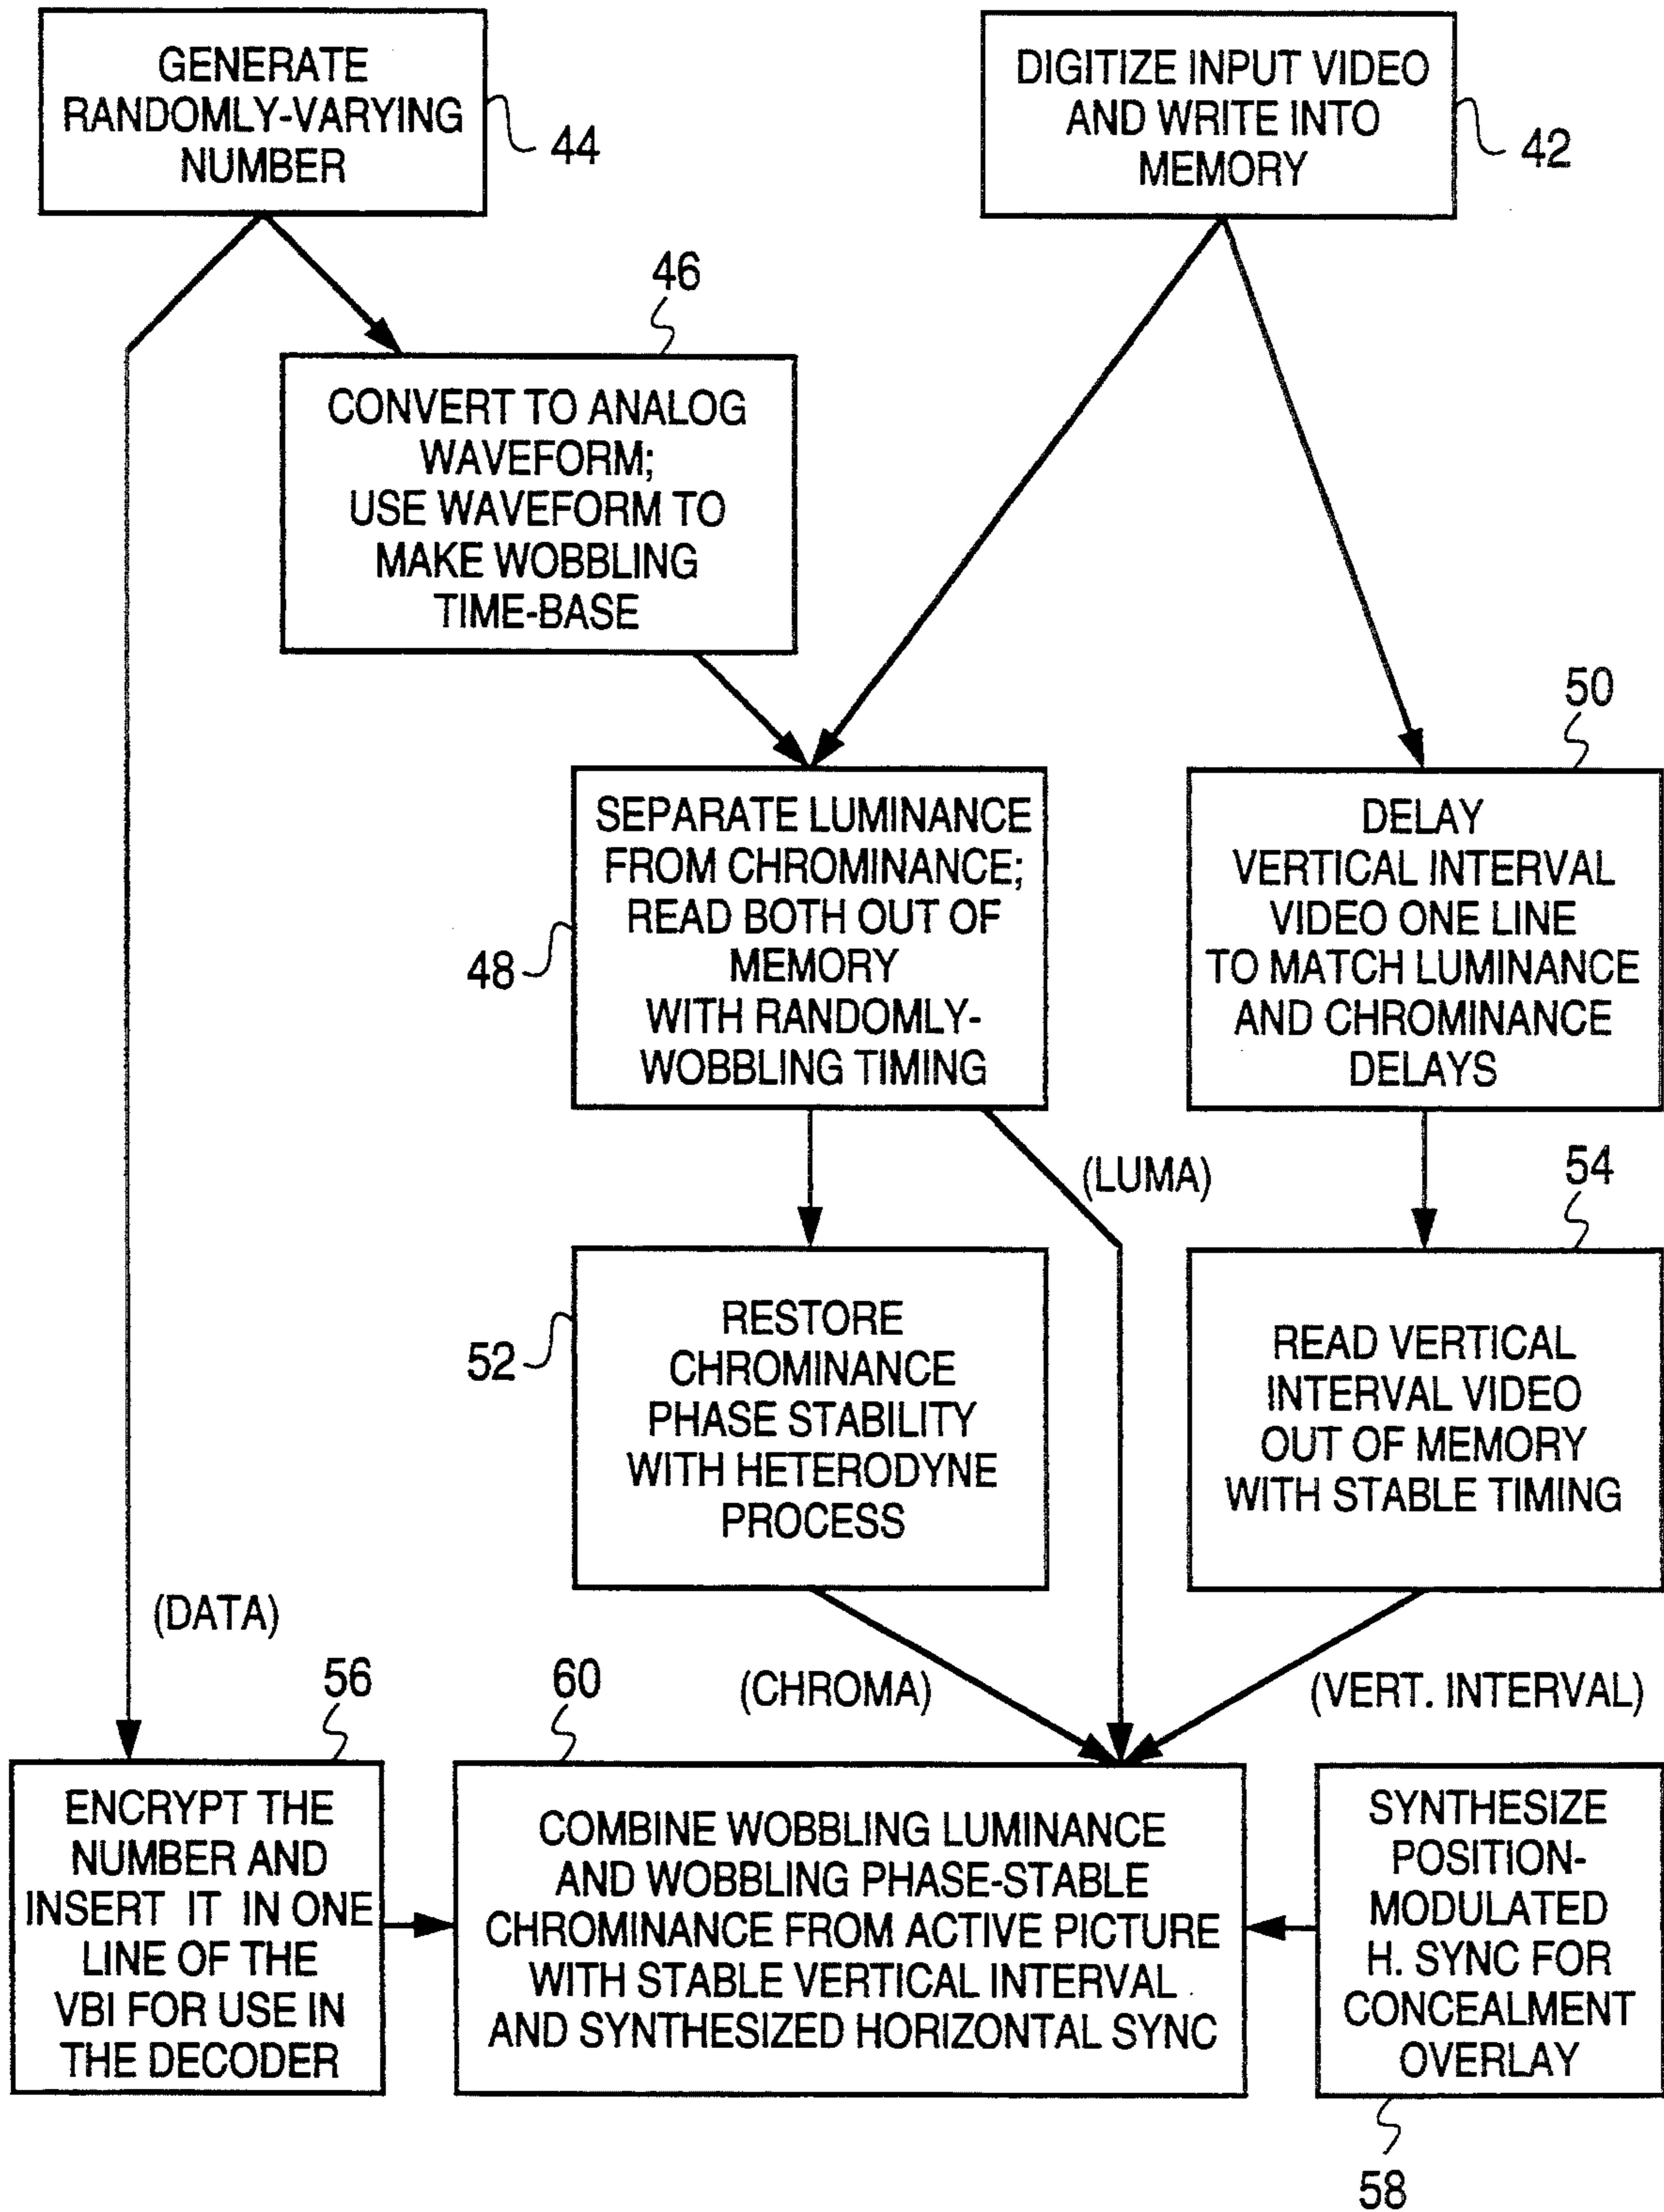 GENERATE
RANDOMLY-VARYING
NUMBER
44
DIGITIZE INPUT VIDEO
AND WRITE INTO
MEMORY
42
46
CONVERT TO ANALOG
WAVEFORM;
USE WAVEFORM TO
MAKE WOBBLING
TIME-BASE
48
SEPARATE LUMINANCE
FROM CHROMINANCE;
READ BOTH OUT OF
MEMORY
WITH RANDOMLY-
WOBBLING TIMING
50
DELAY
VERTICAL INTERVAL
VIDEO ONE LINE
TO MATCH LUMINANCE
AND CHROMINANCE
DELAYS
(LUMA)
52
RESTORE
CHROMINANCE
PHASE STABILITY
WITH HETERODYNE
PROCESS
54
READ VERTICAL
INTERVAL VIDEO
OUT OF MEMORY
WITH STABLE TIMING
(DATA)
(CHROMA)
(VERT. INTERVAL)
56
ENCRYPT THE
NUMBER AND
INSERT IT IN ONE
LINE OF THE
VBI FOR USE IN
THE DECODER
60
COMBINE WOBBLING LUMINANCE
AND WOBBLING PHASE-STABLE
CHROMINANCE FROM ACTIVE PICTURE
WITH STABLE VERTICAL INTERVAL
AND SYNTHESIZED HORIZONTAL SYNC
SYNTHESIZE
POSITION-
MODULATED
H. SYNC FOR
CONCEALMENT
OVERLAY
58